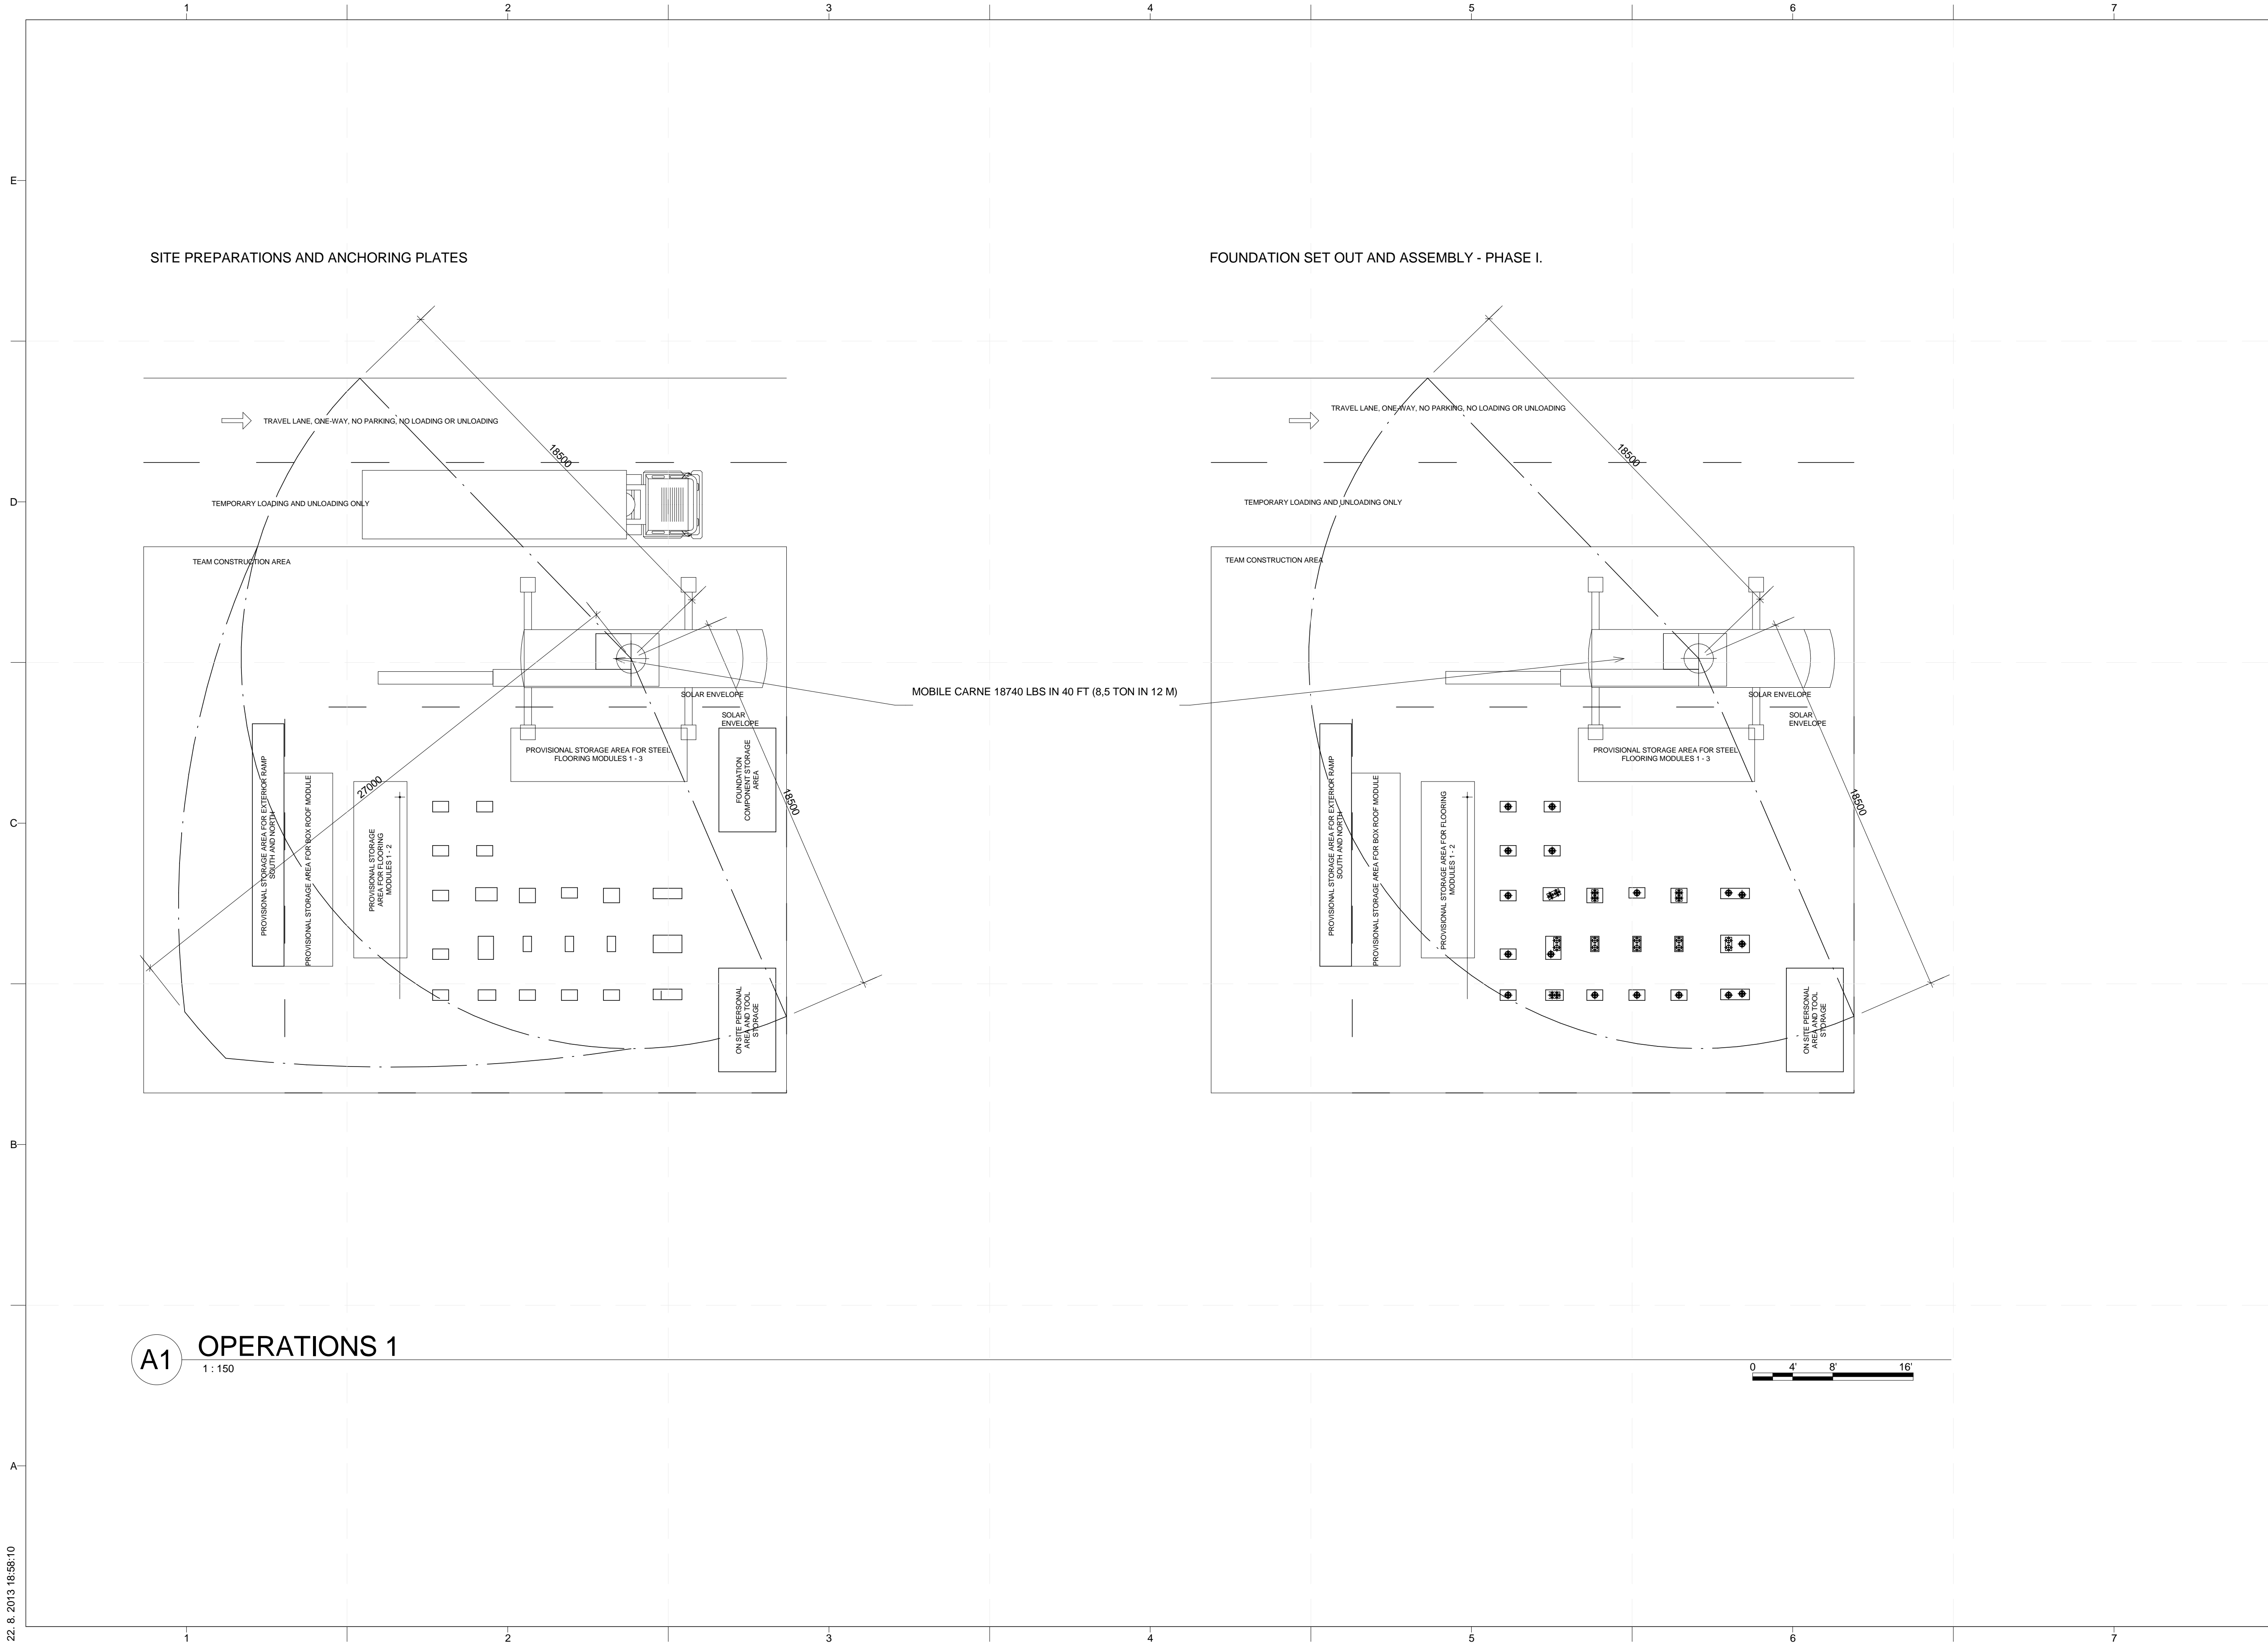 1 2 3 4 5 6 7
E
D
C
B
A
SITE PREPARATIONS AND ANCHORING PLATES
18500
TRAVEL LANE, ONE-WAY, NO PARKING, NO LOADING OR UNLOADING
TEMPORARY LOADING AND UNLOADING ONLY
TEAM CONSTRUCTION AREA
SOLAR ENVELOPE
SOLAR
ENVELOPE
PROVISIONAL STORAGE AREA FOR STEEL
FLOORING MODULES 1 - 3
FOUNDATION
COMPONENT STORAGE
AREA
27000
18500
PROVISIONAL STORAGE AREA FOR EXTERIOR RAMP
SOUTH AND NORTH
PROVISIONAL STORAGE AREA FOR BOX ROOF MODULE
PROVISIONAL STORAGE
AREA FOR FLOORING
MODULES 1 - 2
ON SITE PERSONAL
AREA AND TOOL
STORAGE
MOBILE CARNE 18740 LBS IN 40 FT (8,5 TON IN 12 M)
FOUNDATION SET OUT AND ASSEMBLY - PHASE I.
18500
TRAVEL LANE, ONE-WAY, NO PARKING, NO LOADING OR UNLOADING
TEMPORARY LOADING AND UNLOADING ONLY
TEAM CONSTRUCTION AREA
SOLAR ENVELOPE
SOLAR
ENVELOPE
PROVISIONAL STORAGE AREA FOR STEEL
FLOORING MODULES 1 - 3
18500
PROVISIONAL STORAGE AREA FOR EXTERIOR RAMP
SOUTH AND NORTH
PROVISIONAL STORAGE AREA FOR BOX ROOF MODULE
PROVISIONAL STORAGE AREA FOR FLOORING
MODULES 1 - 2
ON SITE PERSONAL
AREA AND TOOL
STORAGE
A1
OPERATIONS 1
1 : 150
0 4' 8' 16'
22. 8. 2013 18:58:10
1 2 3 4 5 6 7